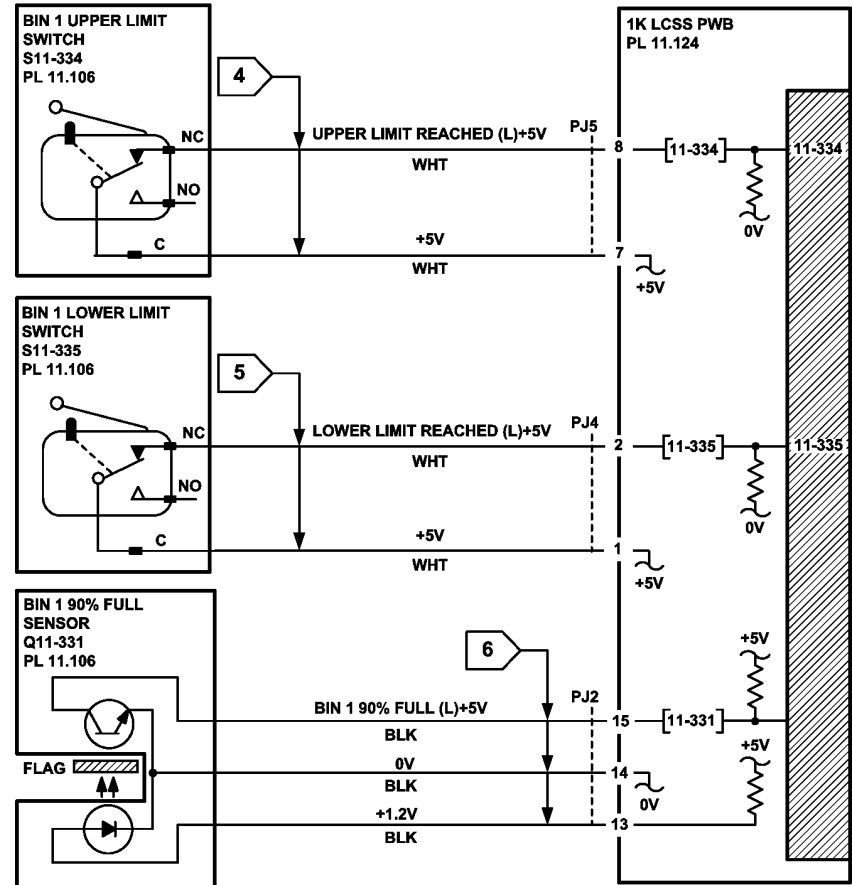 BIN 1 UPPER LIMIT
SWITCH
S11-334
PL 11.106
4
NC
NO
C
UPPER LIMIT REACHED (L)+5V
WHT
+5V
WHT
PJ5
8
7
1K LCSS PWB
PL 11.124
11-334
11-334
0V
+5V
BIN 1 LOWER LIMIT
SWITCH
S11-335
PL 11.106
5
NC
NO
C
LOWER LIMIT REACHED (L)+5V
WHT
+5V
WHT
PJ4
2
1
11-335
11-335
0V
+5V
BIN 1 90% FULL
SENSOR
Q11-331
PL 11.106
FLAG
6
BIN 1 90% FULL (L)+5V
BLK
0V
BLK
+1.2V
BLK
PJ2
15
14
13
11-331
+5V
+5V
0V